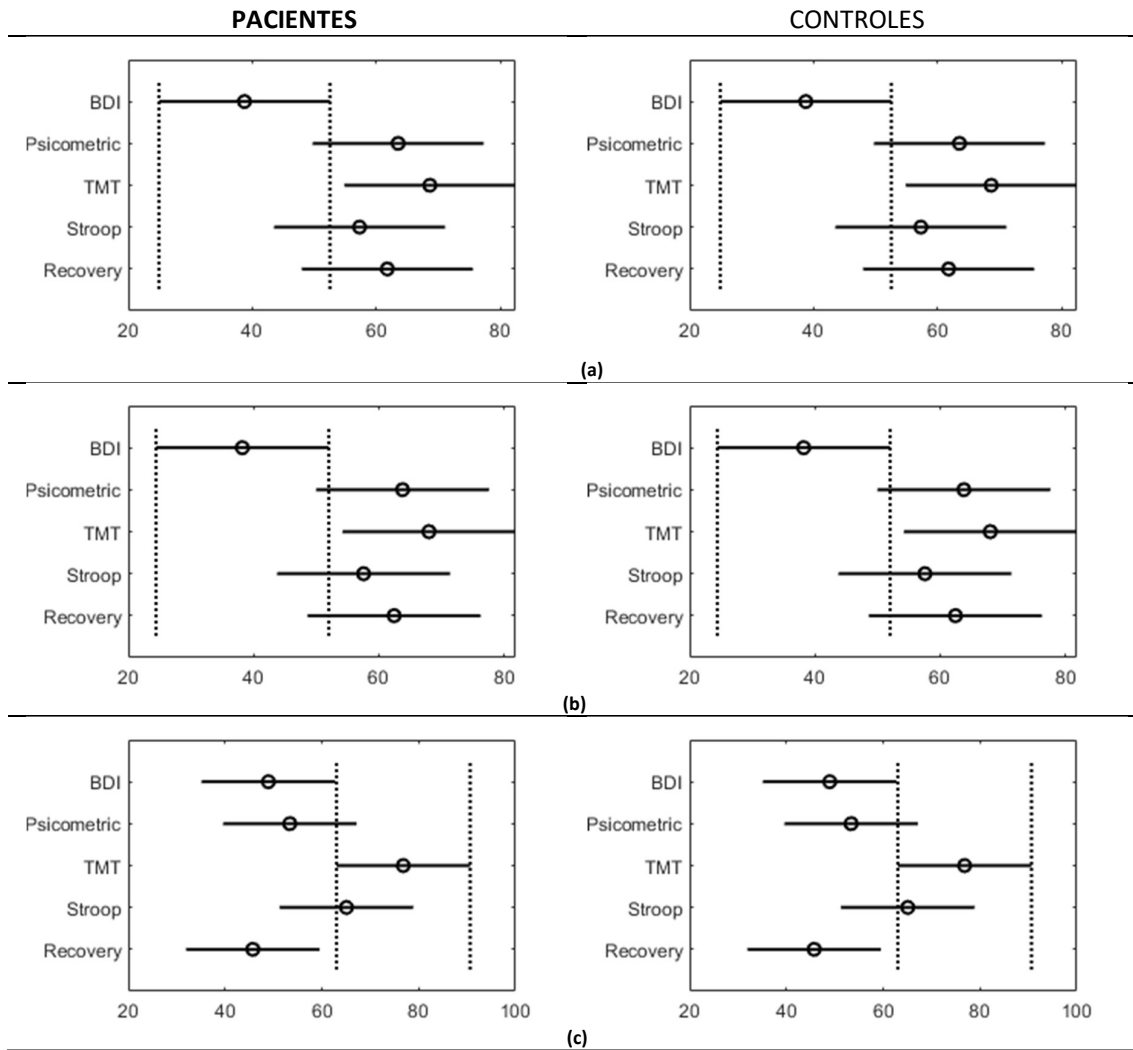 PACIENTES CONTROLES
BDI
Psicometric
TMT
Stroop
Recovery
20 40 60 80
BDI
Psicometric
TMT
Stroop
Recovery
20 40 60 80
(a)
BDI
Psicometric
TMT
Stroop
Recovery
20 40 60 80
BDI
Psicometric
TMT
Stroop
Recovery
20 40 60 80
(b)
BDI
Psicometric
TMT
Stroop
Recovery
20 40 60 80 100
BDI
Psicometric
TMT
Stroop
Recovery
20 40 60 80 100
(c)